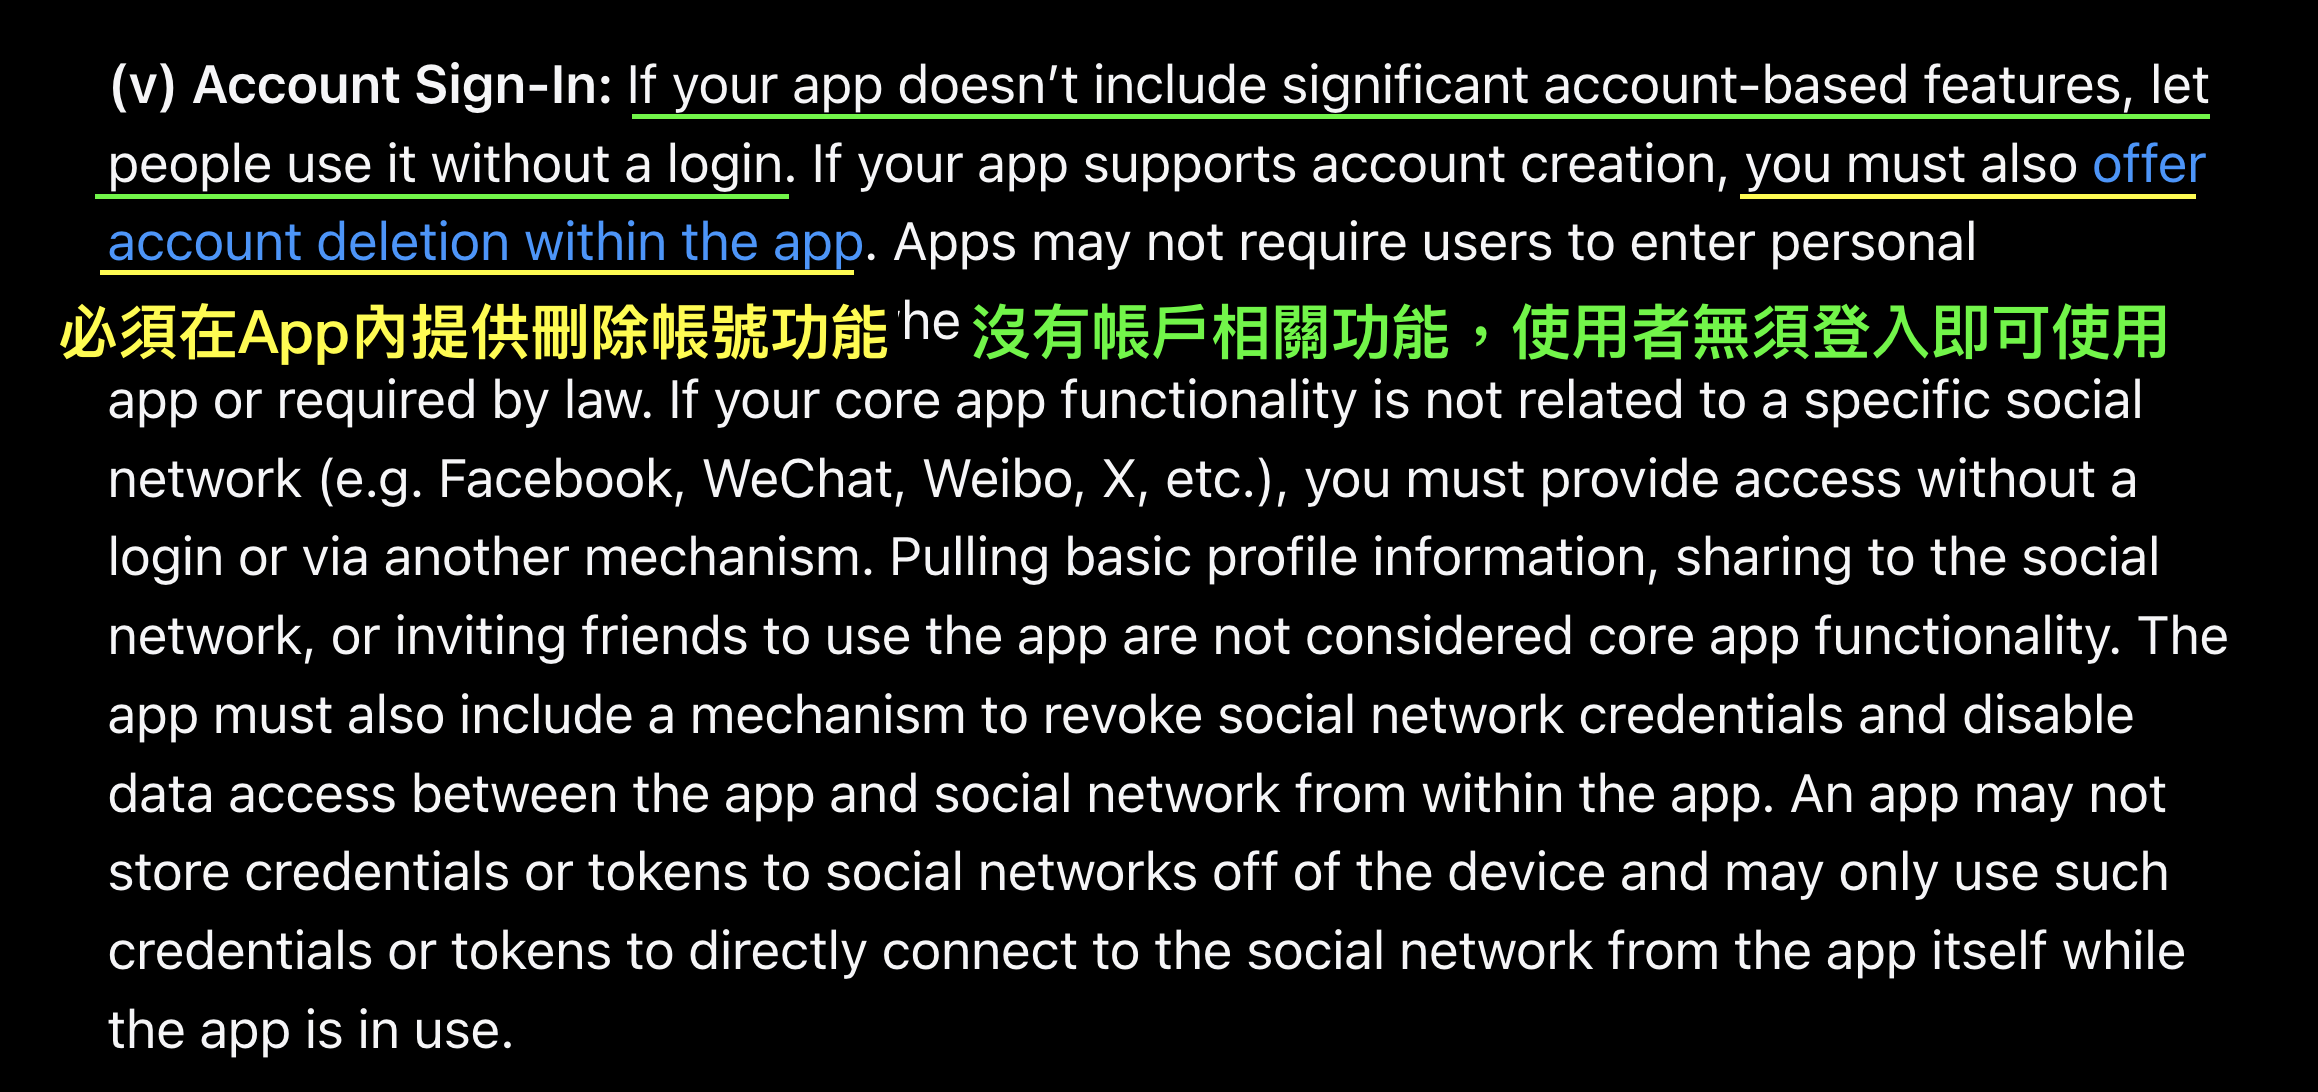 (v) Account Sign-In: If your app doesn’t include significant account-based features, let
people use it without a login. If your app supports account creation, you must also offer
account deletion within the app. Apps may not require users to enter personal
必須在App內提供刪除帳號功能 he 沒有帳戶相關功能，使用者無須登入即可使用
app or required by law. If your core app functionality is not related to a specific social
network (e.g. Facebook, WeChat, Weibo, X, etc.), you must provide access without a
login or via another mechanism. Pulling basic profile information, sharing to the social
network, or inviting friends to use the app are not considered core app functionality. The
app must also include a mechanism to revoke social network credentials and disable
data access between the app and social network from within the app. An app may not
store credentials or tokens to social networks off of the device and may only use such
credentials or tokens to directly connect to the social network from the app itself while
the app is in use.